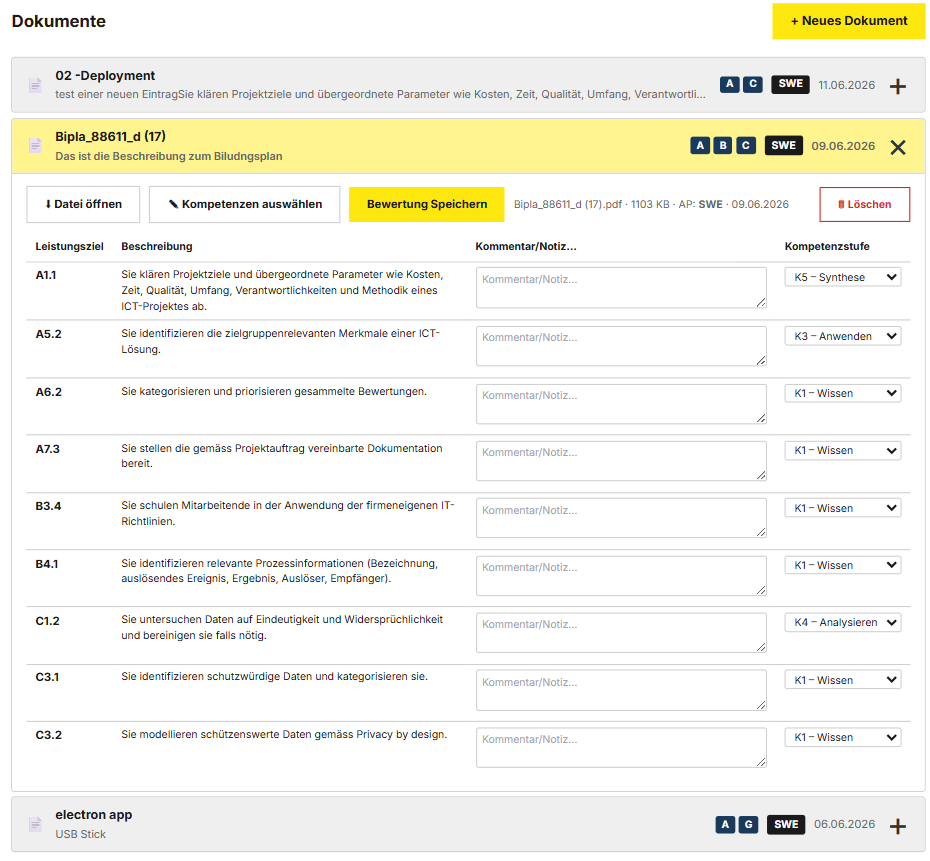 Dokumente
+ Neues Dokument
02 -Deployment
test einer neuen EintragSie klären Projektziele und übergeordnete Parameter wie Kosten, Zeit, Qualität, Umfang, Verantwortli...
A C SWE 11.06.2026
Bipla_88611_d (17)
Das ist die Beschreibung zum Biludngsplan
A B C SWE 09.06.2026
Datei öffnen
Kompetenzen auswählen
Bewertung Speichern
Bipla_88611_d (17).pdf · 1103 KB · AP: SWE · 09.06.2026
Löschen
Leistungsziel Beschreibung Kommentar/Notiz... Kompetenzstufe
A1.1
Sie klären Projektziele und übergeordnete Parameter wie Kosten,
Zeit, Qualität, Umfang, Verantwortlichkeiten und Methodik eines
ICT-Projektes ab.
Kommentar/Notiz...
K5 – Synthese
A5.2
Sie identifizieren die zielgruppenrelevanten Merkmale einer ICT-
Lösung.
Kommentar/Notiz...
K3 – Anwenden
A6.2
Sie kategorisieren und priorisieren gesammelte Bewertungen.
Kommentar/Notiz...
K1 – Wissen
A7.3
Sie stellen die gemäss Projektauftrag vereinbarte Dokumentation
bereit.
Kommentar/Notiz...
K1 – Wissen
B3.4
Sie schulen Mitarbeitende in der Anwendung der firmeneigenen IT-
Richtlinien.
Kommentar/Notiz...
K1 – Wissen
B4.1
Sie identifizieren relevante Prozessinformationen (Bezeichnung,
auslösendes Ereignis, Ergebnis, Auslöser, Empfänger).
Kommentar/Notiz...
K1 – Wissen
C1.2
Sie untersuchen Daten auf Eindeutigkeit und Widersprüchlichkeit
und bereinigen sie falls nötig.
Kommentar/Notiz...
K4 – Analysieren
C3.1
Sie identifizieren schutzwürdige Daten und kategorisieren sie.
Kommentar/Notiz...
K1 – Wissen
C3.2
Sie modellieren schützenswerte Daten gemäss Privacy by design.
Kommentar/Notiz...
K1 – Wissen
electron app
USB Stick
A G SWE 06.06.2026